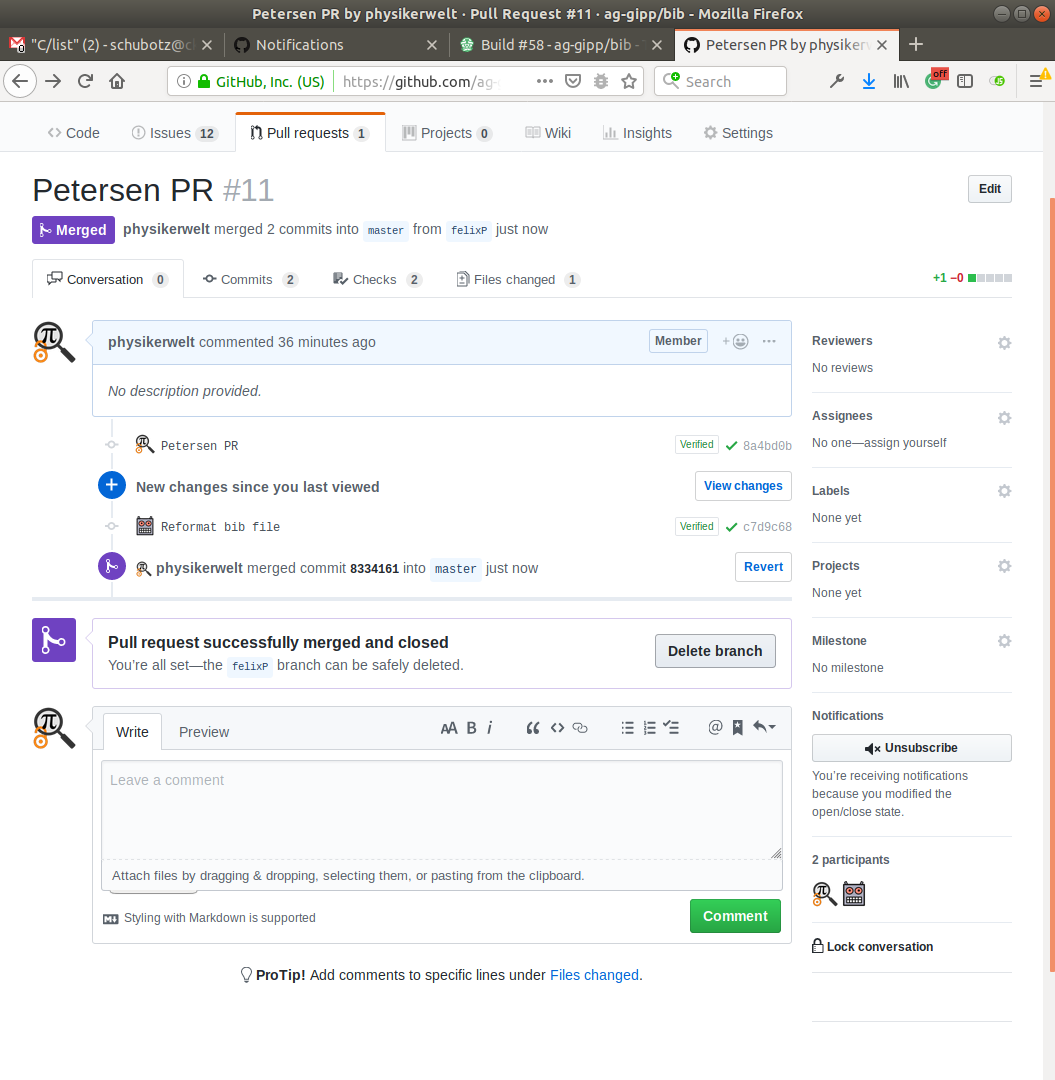 Petersen PR by physikerwelt · Pull Request #11 · ag-gipp/bib - Mozilla Firefox
"C/list" (2) - schubotz@c
Notifications
Build #58 - ag-gipp/bib -
Petersen PR by physiker
GitHub, Inc. (US)
https://github.com/ag-
Search
off
Code
Issues 12
Pull requests 1
Projects 0
Wiki
Insights
Settings
Petersen PR #11
Edit
Merged
physikerwelt merged 2 commits into master from felixP just now
Conversation 0
Commits 2
Checks 2
Files changed 1
+1 −0
physikerwelt commented 36 minutes ago
Member
No description provided.
Petersen PR
Verified
8a4bd0b
New changes since you last viewed
View changes
Reformat bib file
Verified
c7d9c68
physikerwelt merged commit 8334161 into master just now
Revert
Pull request successfully merged and closed
You’re all set—the felixP branch can be safely deleted.
Delete branch
Write
Preview
AA B i
Leave a comment
Attach files by dragging & dropping, selecting them, or pasting from the clipboard.
Styling with Markdown is supported
Comment
ProTip! Add comments to specific lines under Files changed.
Reviewers
No reviews
Assignees
No one—assign yourself
Labels
None yet
Projects
None yet
Milestone
No milestone
Notifications
Unsubscribe
You’re receiving notifications
because you modified the
open/close state.
2 participants
Lock conversation